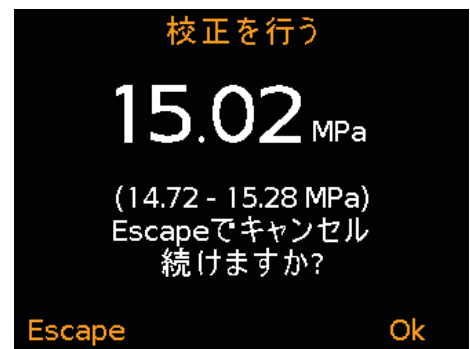 校正を行う
15.02 MPa
(14.72 - 15.28 MPa)
Escapeでキャンセル
続けますか?
Escape Ok